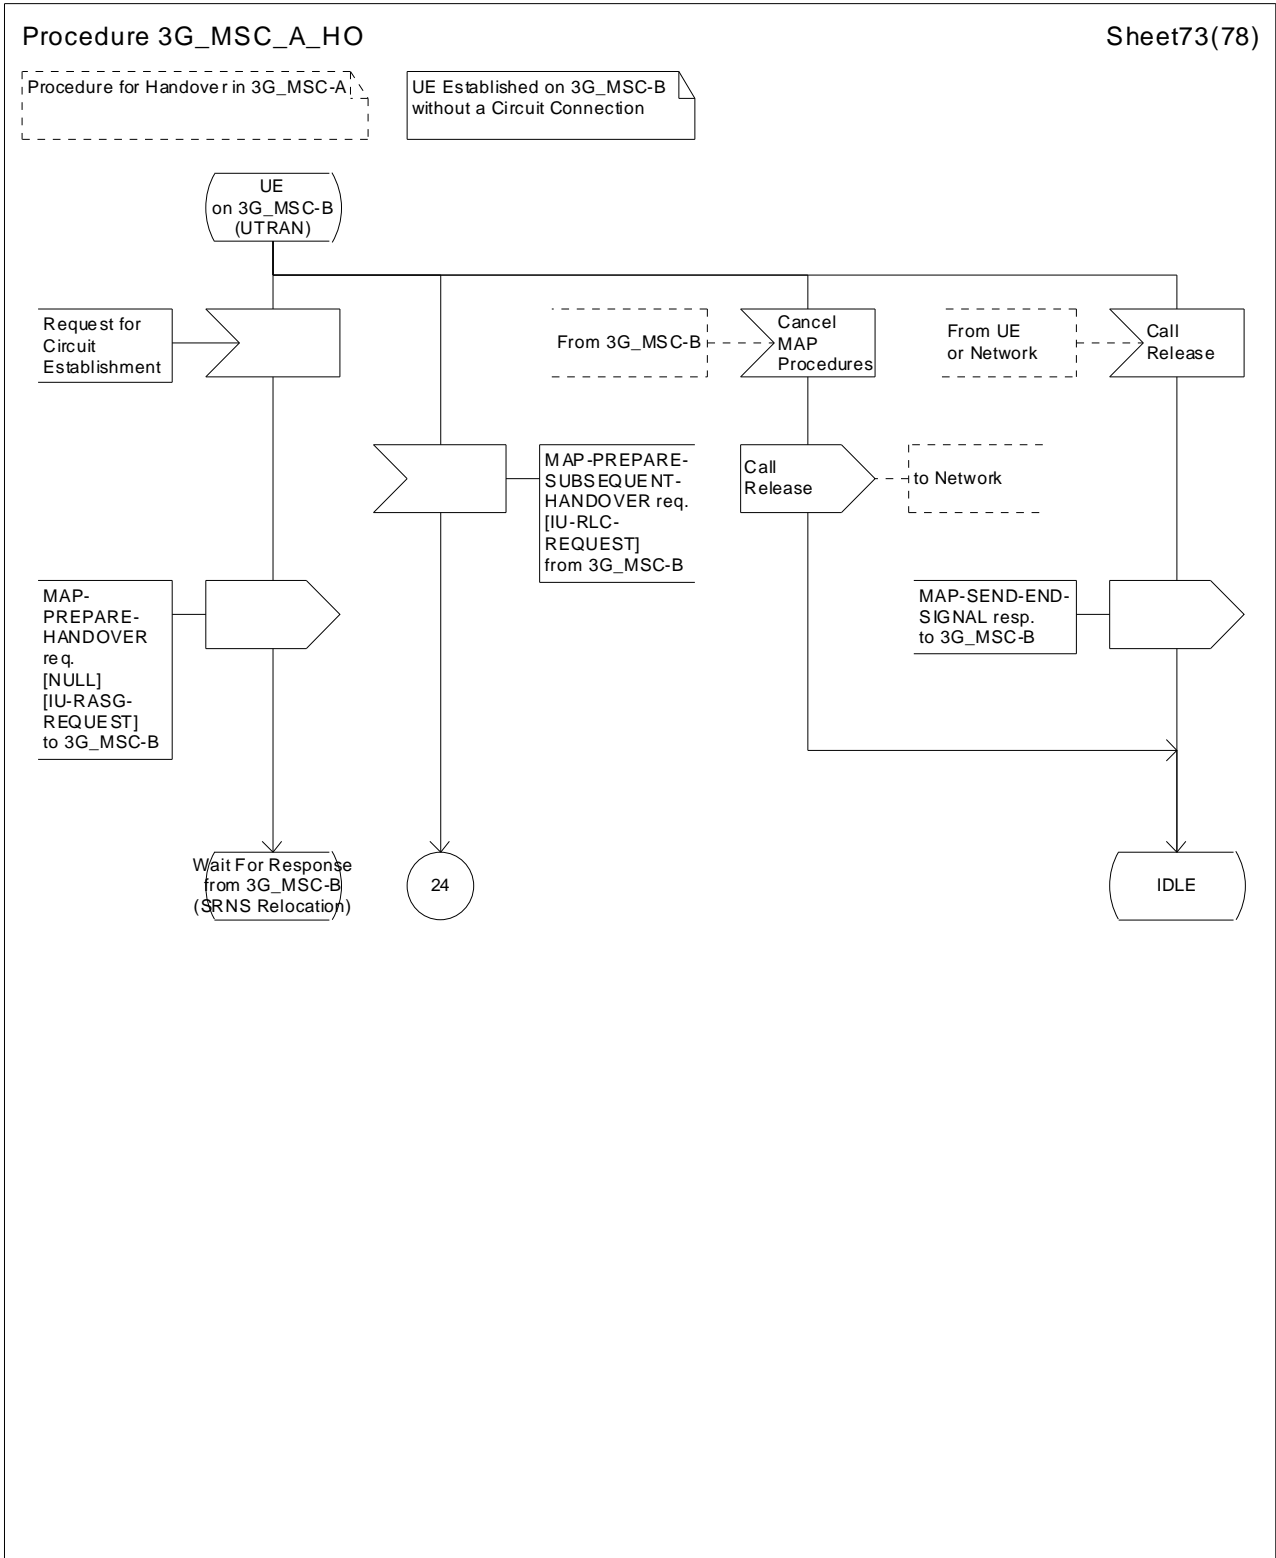 Procedure 3G_MSC_A_HO
Sheet73(78)
Procedure for Handover in 3G_MSC-A
UE Established on 3G_MSC-B
without a Circuit Connection
UE
on 3G_MSC-B
(UTRAN)
Request for
Circuit
Establishment
From 3G_MSC-B
Cancel
MAP
Procedures
From UE
or Network
Call
Release
MAP-PREPARE-
SUBSEQUENT-
HANDOVER req.
[IU-RLC-
REQUEST]
from 3G_MSC-B
Call
Release
to Network
MAP-
PREPARE-
HANDOVER
req.
[NULL]
[IU-RASG-
REQUEST]
to 3G_MSC-B
MAP-SEND-END-
SIGNAL resp.
to 3G_MSC-B
Wait For Response
from 3G_MSC-B
(SRNS Relocation)
24
IDLE